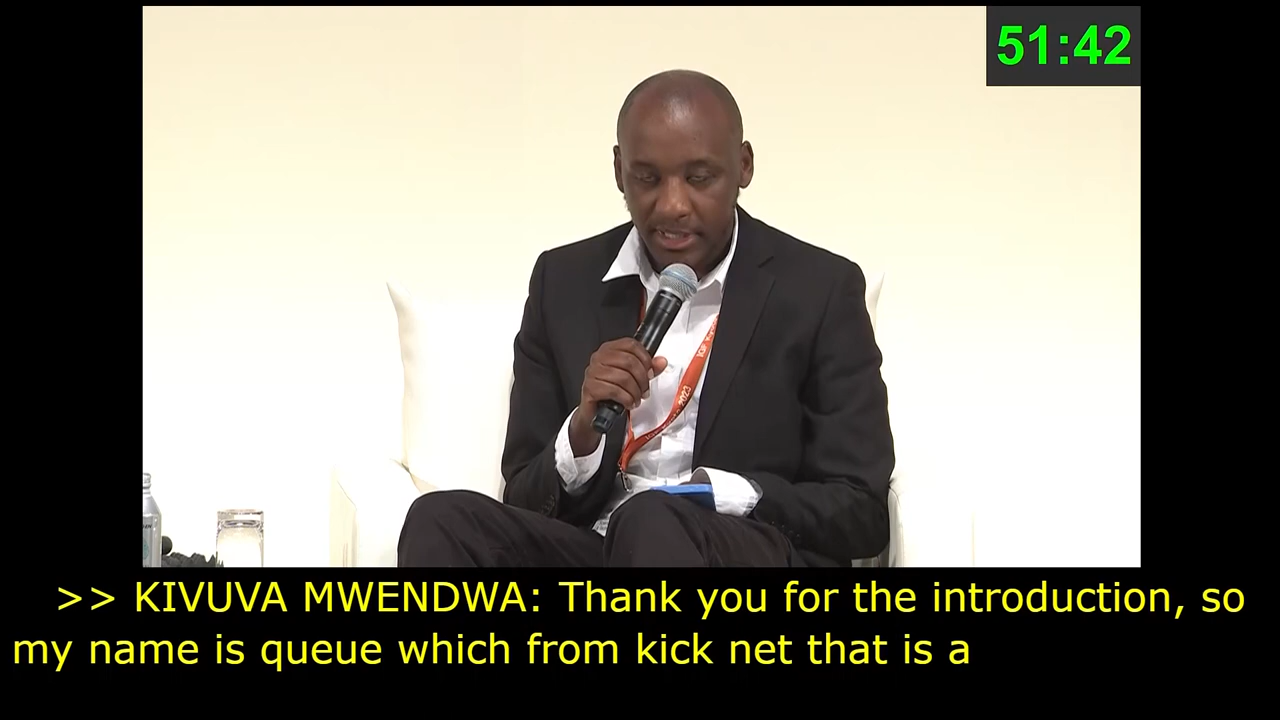 51:42
>> KIVUVA MWENDWA: Thank you for the introduction, so
my name is queue which from kick net that is a
2023